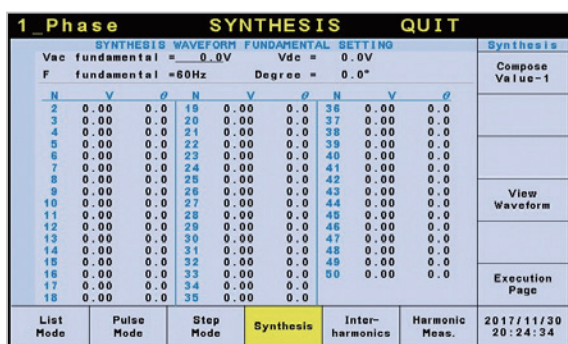 1_Phase SYNTHESIS QUIT
SYNTHESIS WAVEFORM FUNDAMENTAL SETTING
Vac fundamental = 0.0V Vdc = 0.0V
F fundamental =60Hz Degree = 0.0°
N V θ N V θ N V θ
2 0.00 0.0 19 0.00 0.0 36 0.00 0.0
3 0.00 0.0 20 0.00 0.0 37 0.00 0.0
4 0.00 0.0 21 0.00 0.0 38 0.00 0.0
5 0.00 0.0 22 0.00 0.0 39 0.00 0.0
6 0.00 0.0 23 0.00 0.0 40 0.00 0.0
7 0.00 0.0 24 0.00 0.0 41 0.00 0.0
8 0.00 0.0 25 0.00 0.0 42 0.00 0.0
9 0.00 0.0 26 0.00 0.0 43 0.00 0.0
10 0.00 0.0 27 0.00 0.0 44 0.00 0.0
11 0.00 0.0 28 0.00 0.0 45 0.00 0.0
12 0.00 0.0 29 0.00 0.0 46 0.00 0.0
13 0.00 0.0 30 0.00 0.0 47 0.00 0.0
14 0.00 0.0 31 0.00 0.0 48 0.00 0.0
15 0.00 0.0 32 0.00 0.0 49 0.00 0.0
16 0.00 0.0 33 0.00 0.0 50 0.00 0.0
17 0.00 0.0 34 0.00 0.0
18 0.00 0.0 35 0.00 0.0
Synthesis
Compose
Value-1
View
Waveform
Execution
Page
List
Mode
Pulse
Mode
Step
Mode
Synthesis
Inter-
harmonics
Harmonic
Meas.
2017/11/30
20:24:34